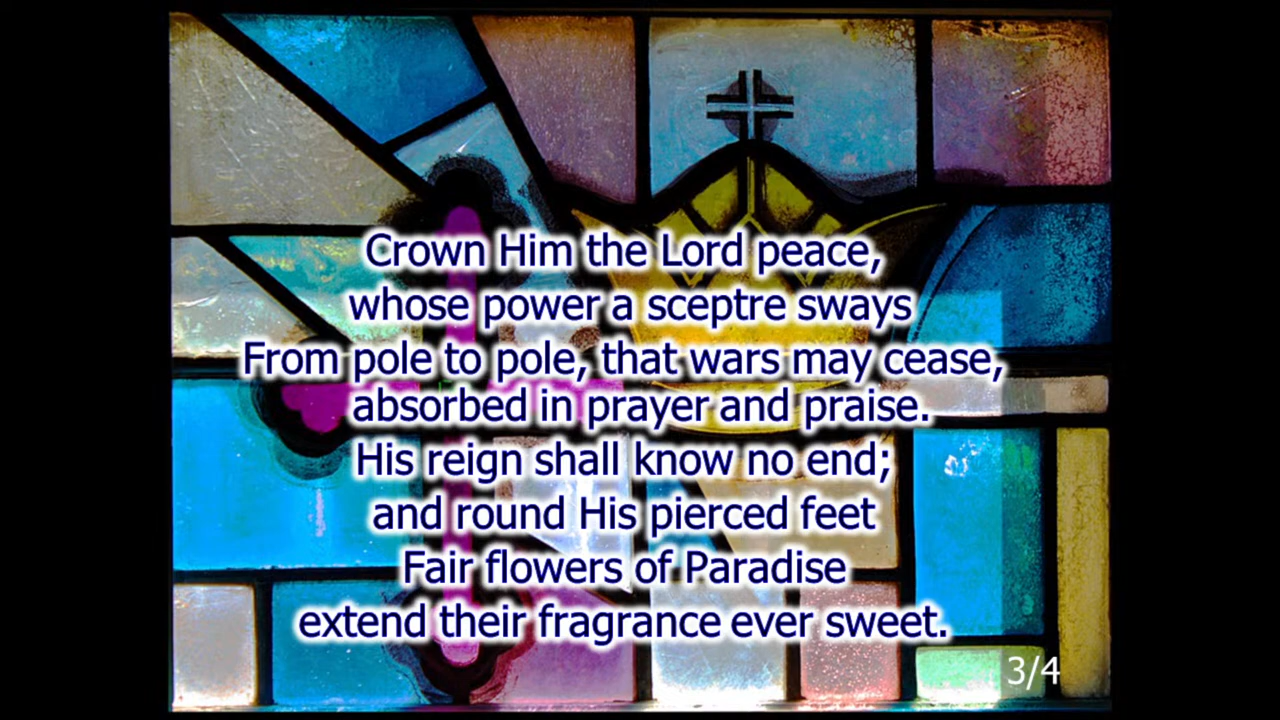 Crown Him the Lord peace,
whose power a sceptre sways
From pole to pole, that wars may cease,
absorbed in prayer and praise.
His reign shall know no end;
and round His pierced feet
Fair flowers of Paradise
extend their fragrance ever sweet.
3/4